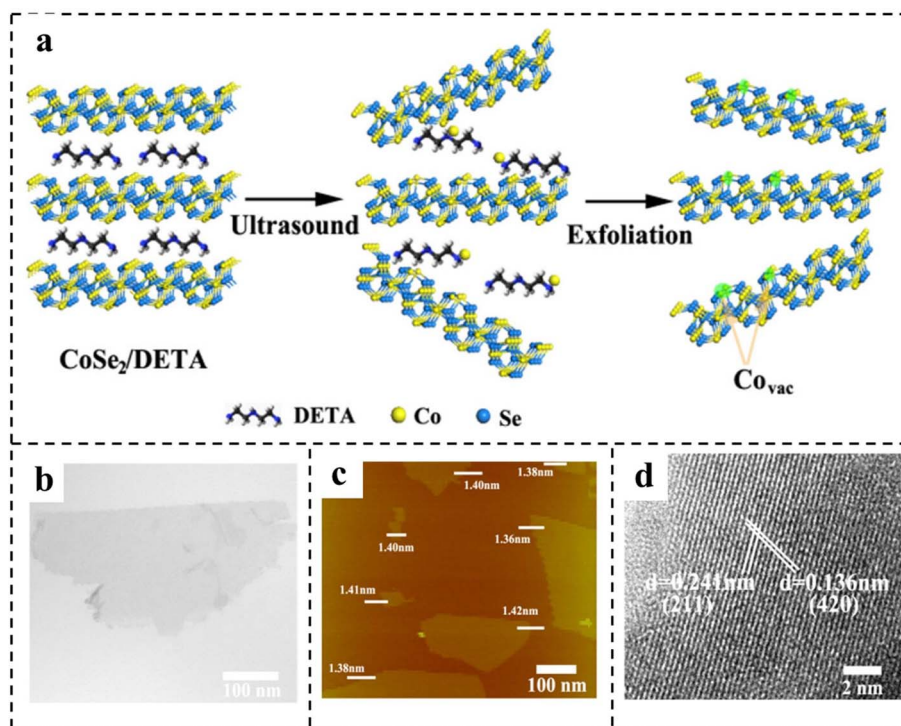 a
Ultrasound
Exfoliation
CoSe₂/DETA
Co_vac
DETA Co Se
b
100 nm
c
1.38nm
1.40nm
1.36nm
1.40nm
1.41nm
1.42nm
1.38nm
100 nm
d
d=0.241nm d=0.136nm
(211) (420)
2 nm